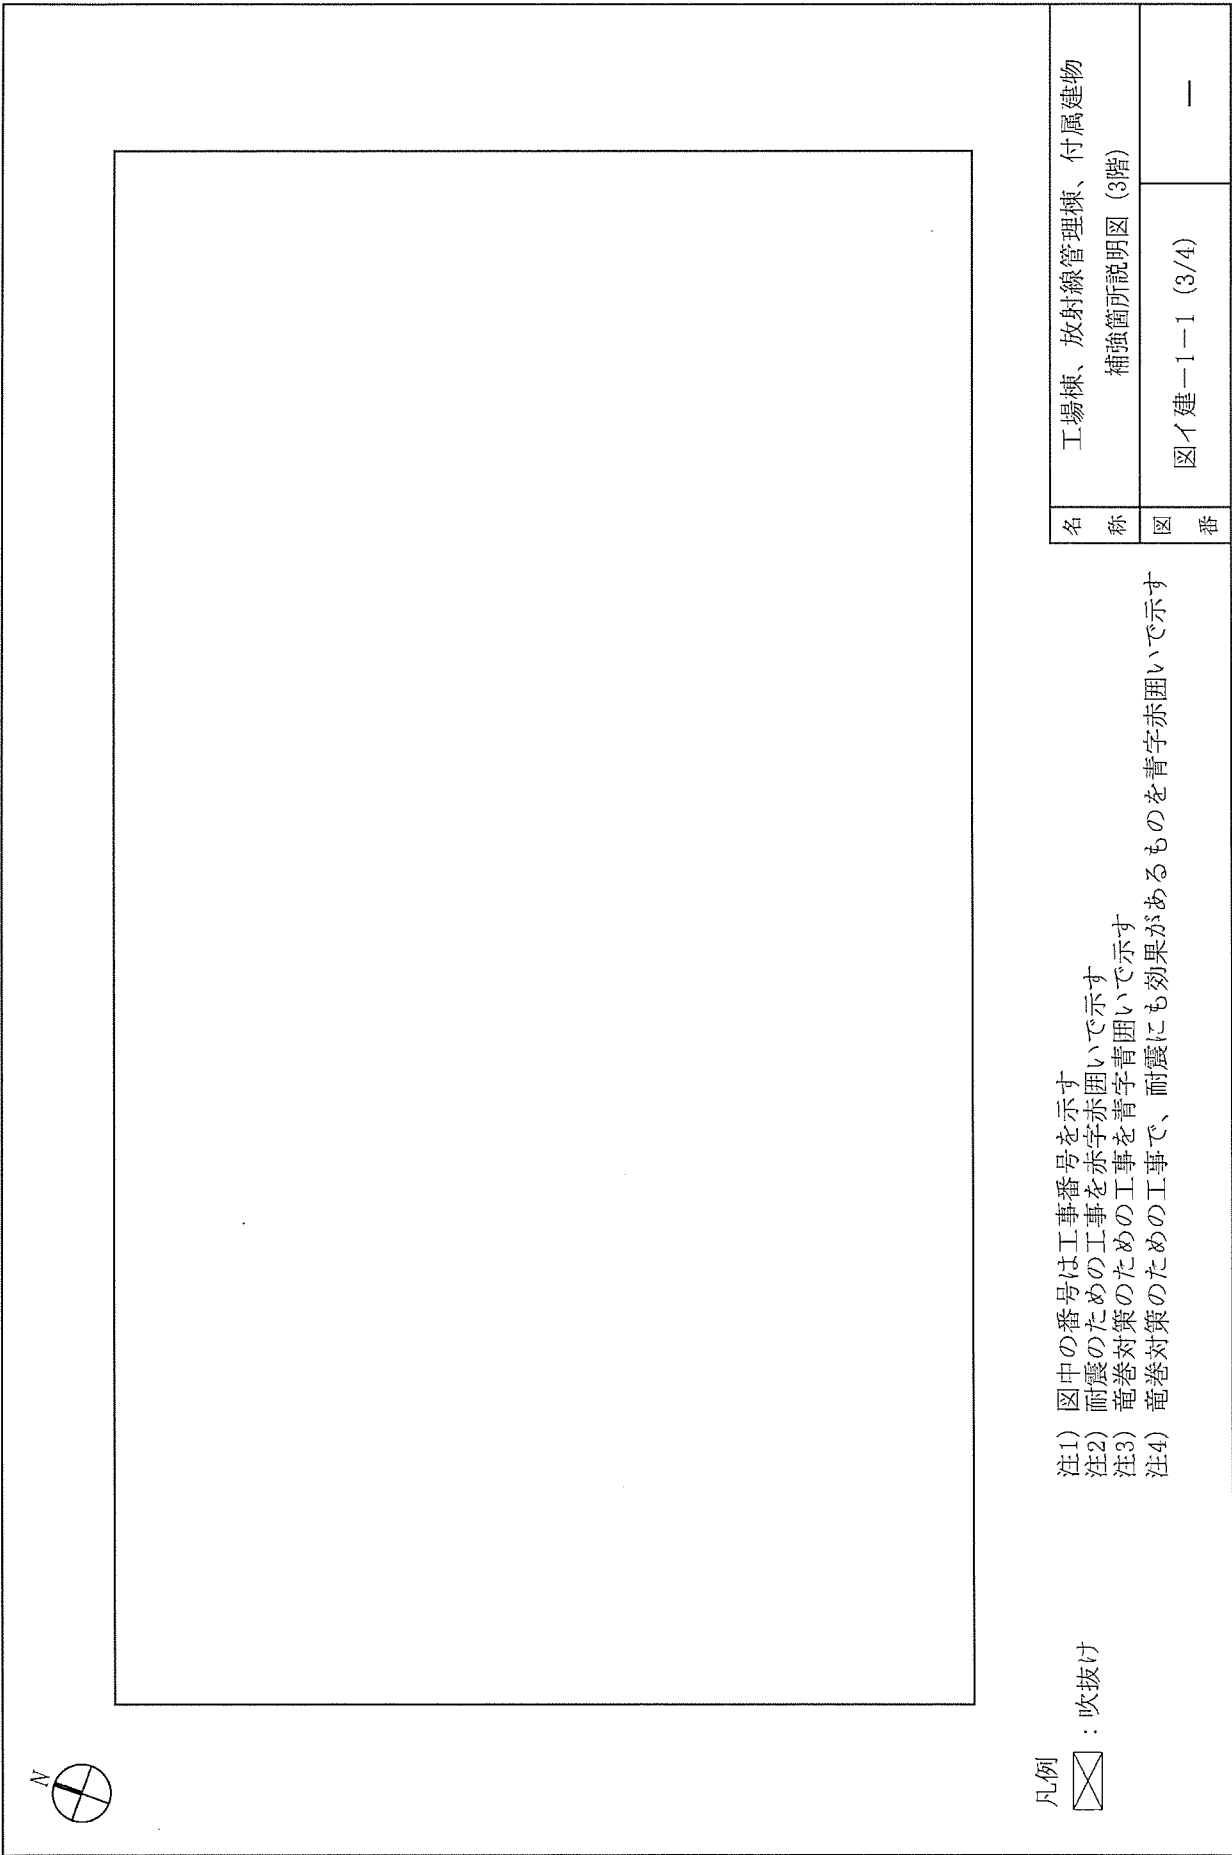 N
凡例
：吹抜け
注1) 図中の番号は工事番号を示す
注2) 耐震のための工事を赤字赤囲いで示す
注3) 竜巻対策のための工事を青字青囲いで示す
注4) 竜巻対策のための工事で、耐震にも効果があるものを青字赤囲いで示す
名称
工場棟、放射線管理棟、付属建物
補強箇所説明図 (3階)
図番
図イ建－1－1 (3/4)
－